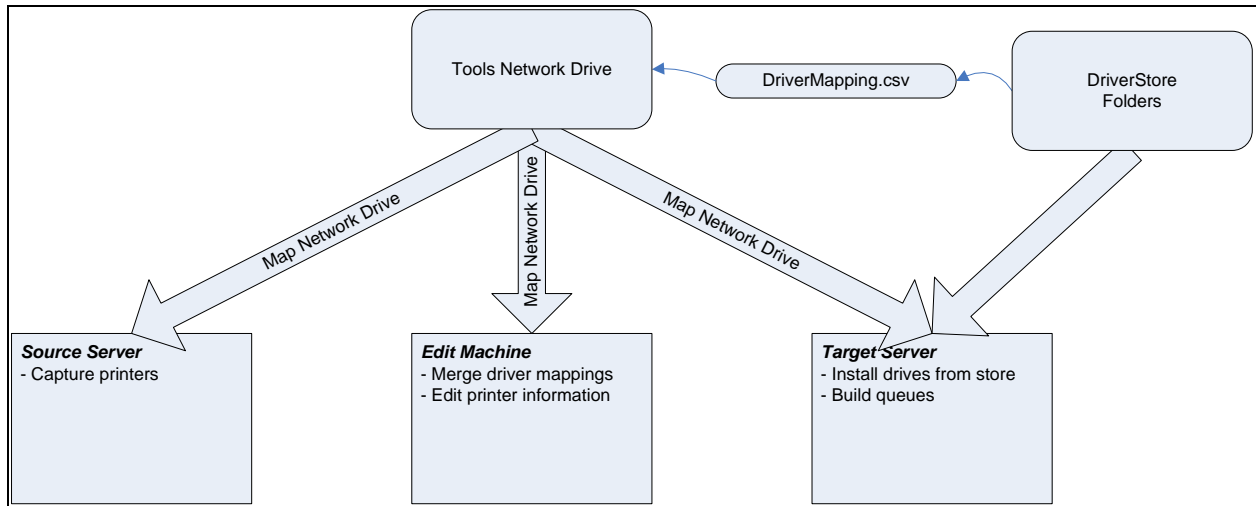 Tools Network Drive
DriverMapping.csv
DriverStore
Folders
Map Network Drive
Map Network Drive
Map Network Drive
Source Server
- Capture printers
Edit Machine
- Merge driver mappings
- Edit printer information
Target Server
- Install drives from store
- Build queues